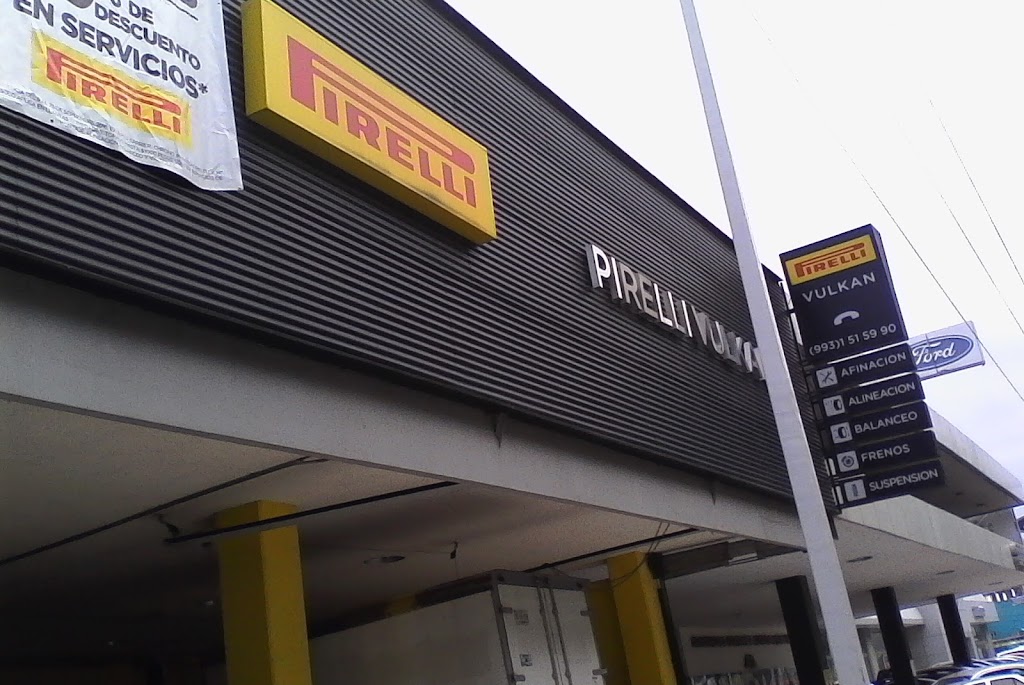 DE
DESCUENTO
EN SERVICIOS*
PIRELLI
PIRELLI
PIRELLI VULKA
PIRELLI
VULKAN
(993)1 51 59 90
AFINACION
ALINEACION
BALANCEO
FRENOS
SUSPENSION
Ford